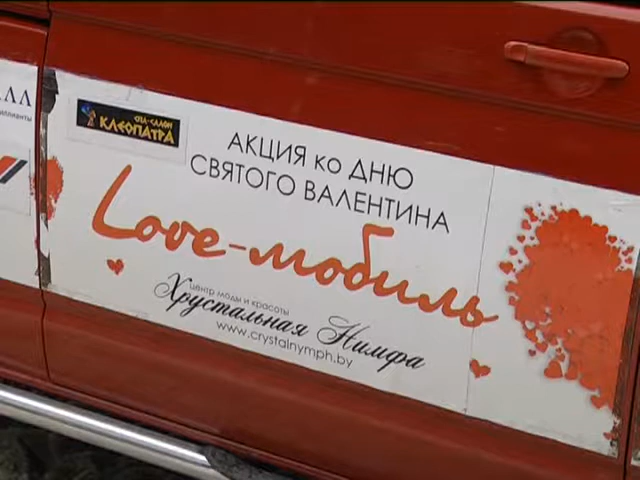 СПА-САЛОН
КЛЕОПАТРА
АКЦИЯ ко ДНЮ
СВЯТОГО ВАЛЕНТИНА
Love-мобиль
центр моды и красоты
Хрустальная Нимфа
www.crystalnymph.by